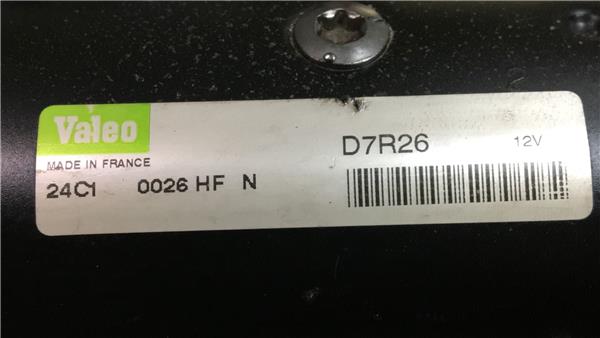 Valeo
MADE IN FRANCE
24C1 0026 HF N
D7R26 12V